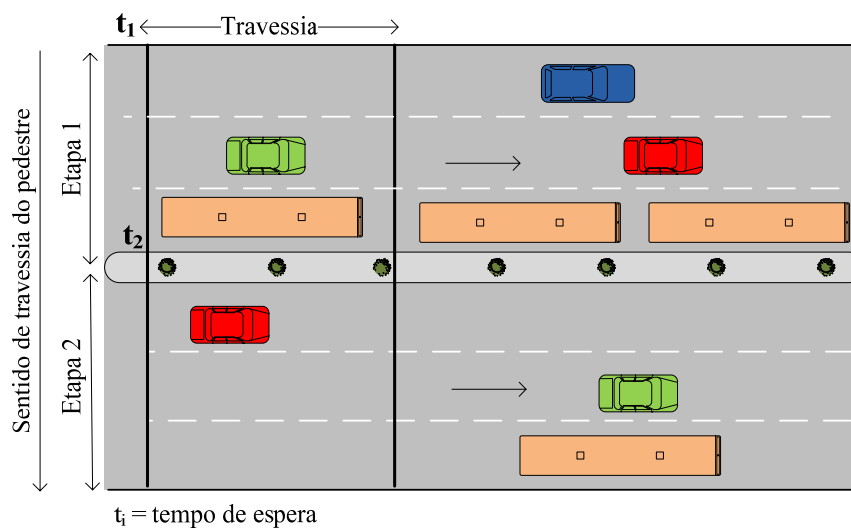 t₁
Travessia
Sentido de travessia do pedestre
Etapa 1
t₂
Etapa 2
tᵢ = tempo de espera